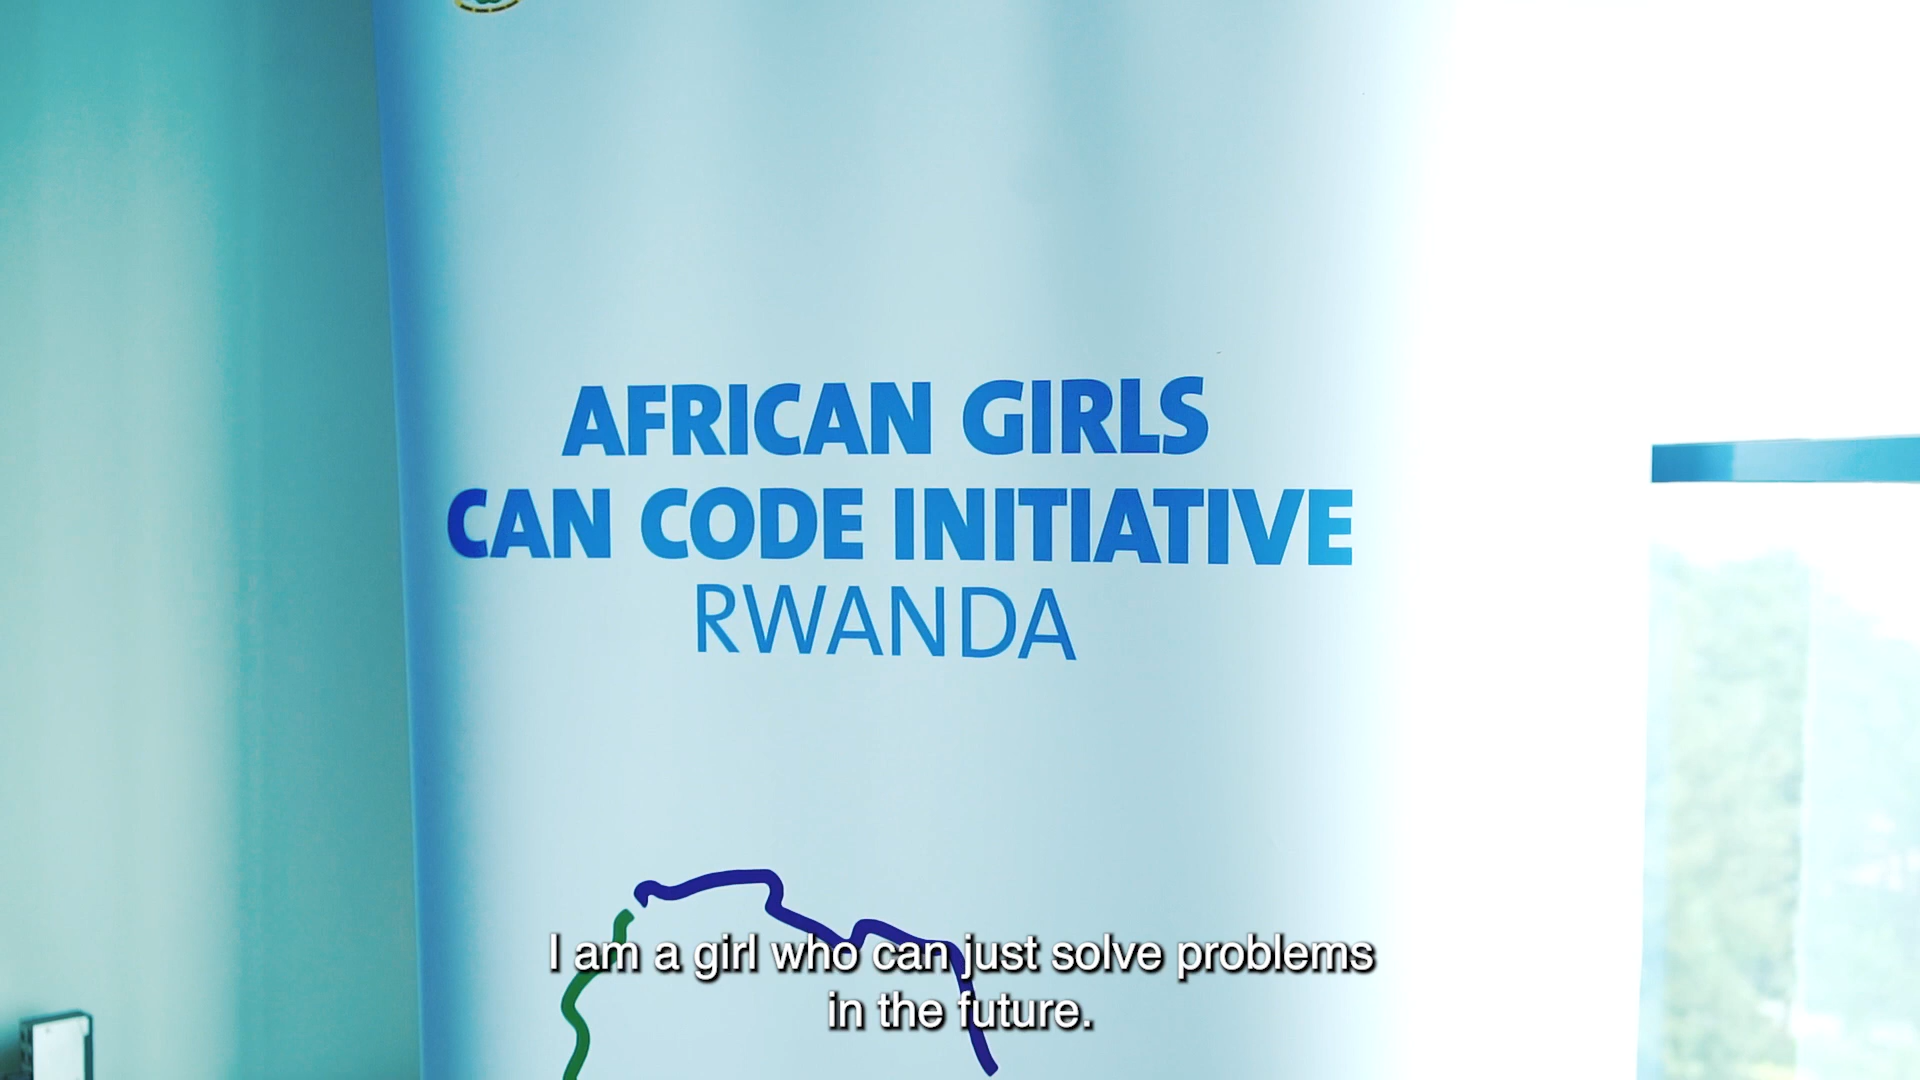 AFRICAN GIRLS
CAN CODE INITIATIVE
RWANDA
I am a girl who can just solve problems
in the future.